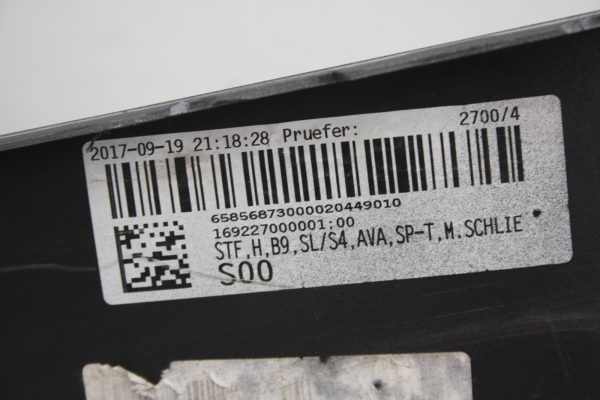 2017-09-19 21:18:28 Pruefer: 2700/4
65856873000020449010
169227000001;00
STF,H,B9,SL/S4,AVA,SP-T,M.SCHLIE
S00